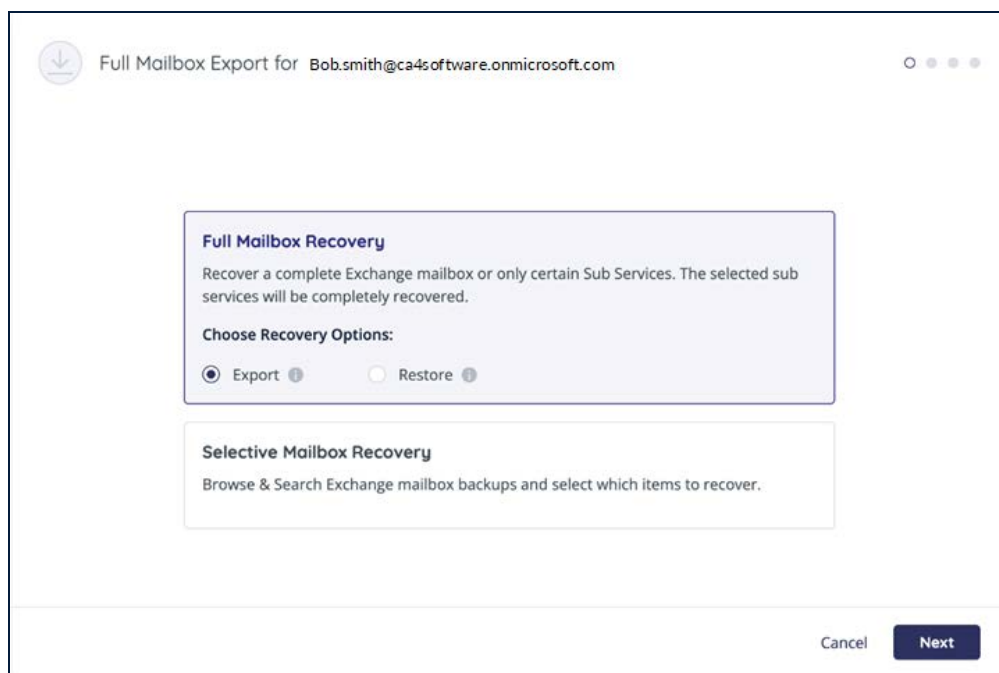 Full Mailbox Export for Bob.smith@ca4software.onmicrosoft.com
Full Mailbox Recovery
Recover a complete Exchange mailbox or only certain Sub Services. The selected sub
services will be completely recovered.
Choose Recovery Options:
Export Restore
Selective Mailbox Recovery
Browse & Search Exchange mailbox backups and select which items to recover.
Cancel Next